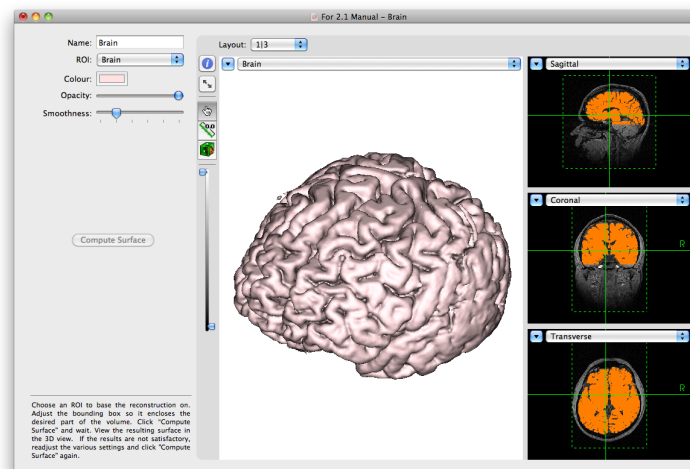 For 2.1 Manual – Brain
Name: Brain
ROI: Brain
Colour:
Opacity:
Smoothness:
Compute Surface
Choose an ROI to base the reconstruction on.
Adjust the bounding box so it encloses the
desired part of the volume. Click "Compute
Surface" and wait. View the resulting surface in
the 3D view. If the results are not satisfactory,
readjust the various settings and click "Compute
Surface" again.
Layout: 1|3
Brain
Sagittal
Coronal
R
Transverse
R